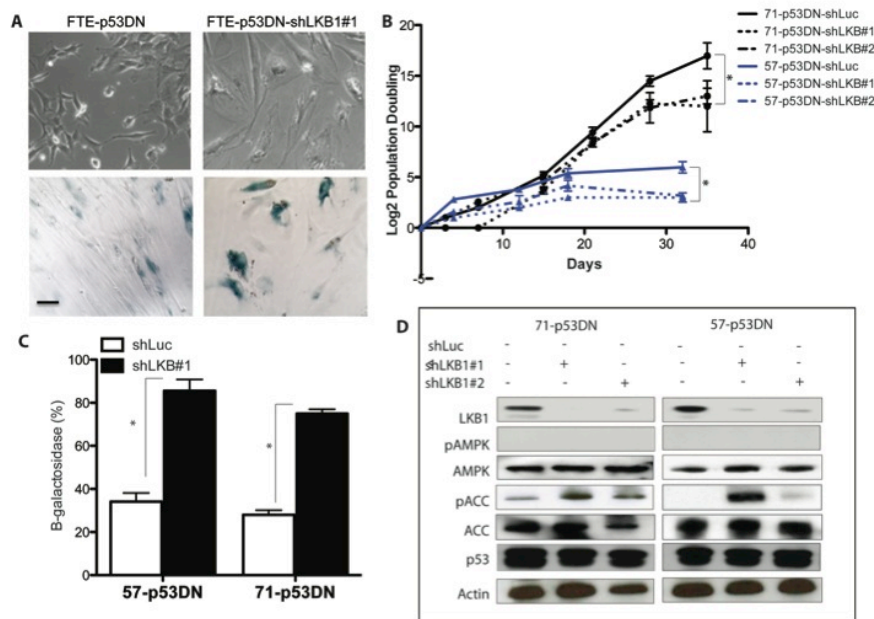 A
FTE-p53DN
FTE-p53DN-shLKB1#1
B
71-p53DN-shLuc
71-p53DN-shLKB#1
71-p53DN-shLKB#2
57-p53DN-shLuc
57-p53DN-shLKB#1
57-p53DN-shLKB#2
Log2 Population Doubling
20
15
10
5
0
-5
10
20
30
40
*
*
Days
C
shLuc
shLKB#1
B-galactosidase (%)
100
80
60
40
20
0
*
*
57-p53DN
71-p53DN
D
71-p53DN
57-p53DN
shLuc - - - - - -
shLKB1#1 - + - - + -
shLKB1#2 - - + - - +
LKB1
pAMPK
AMPK
pACC
ACC
p53
Actin